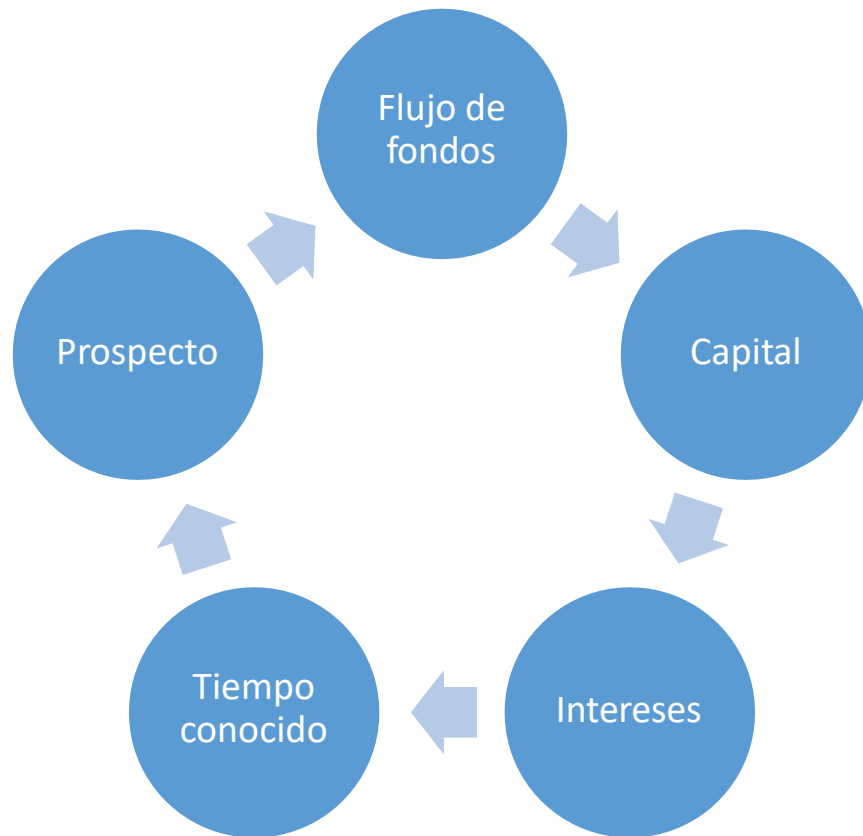 Flujo de
fondos
Capital
Intereses
Tiempo
conocido
Prospecto